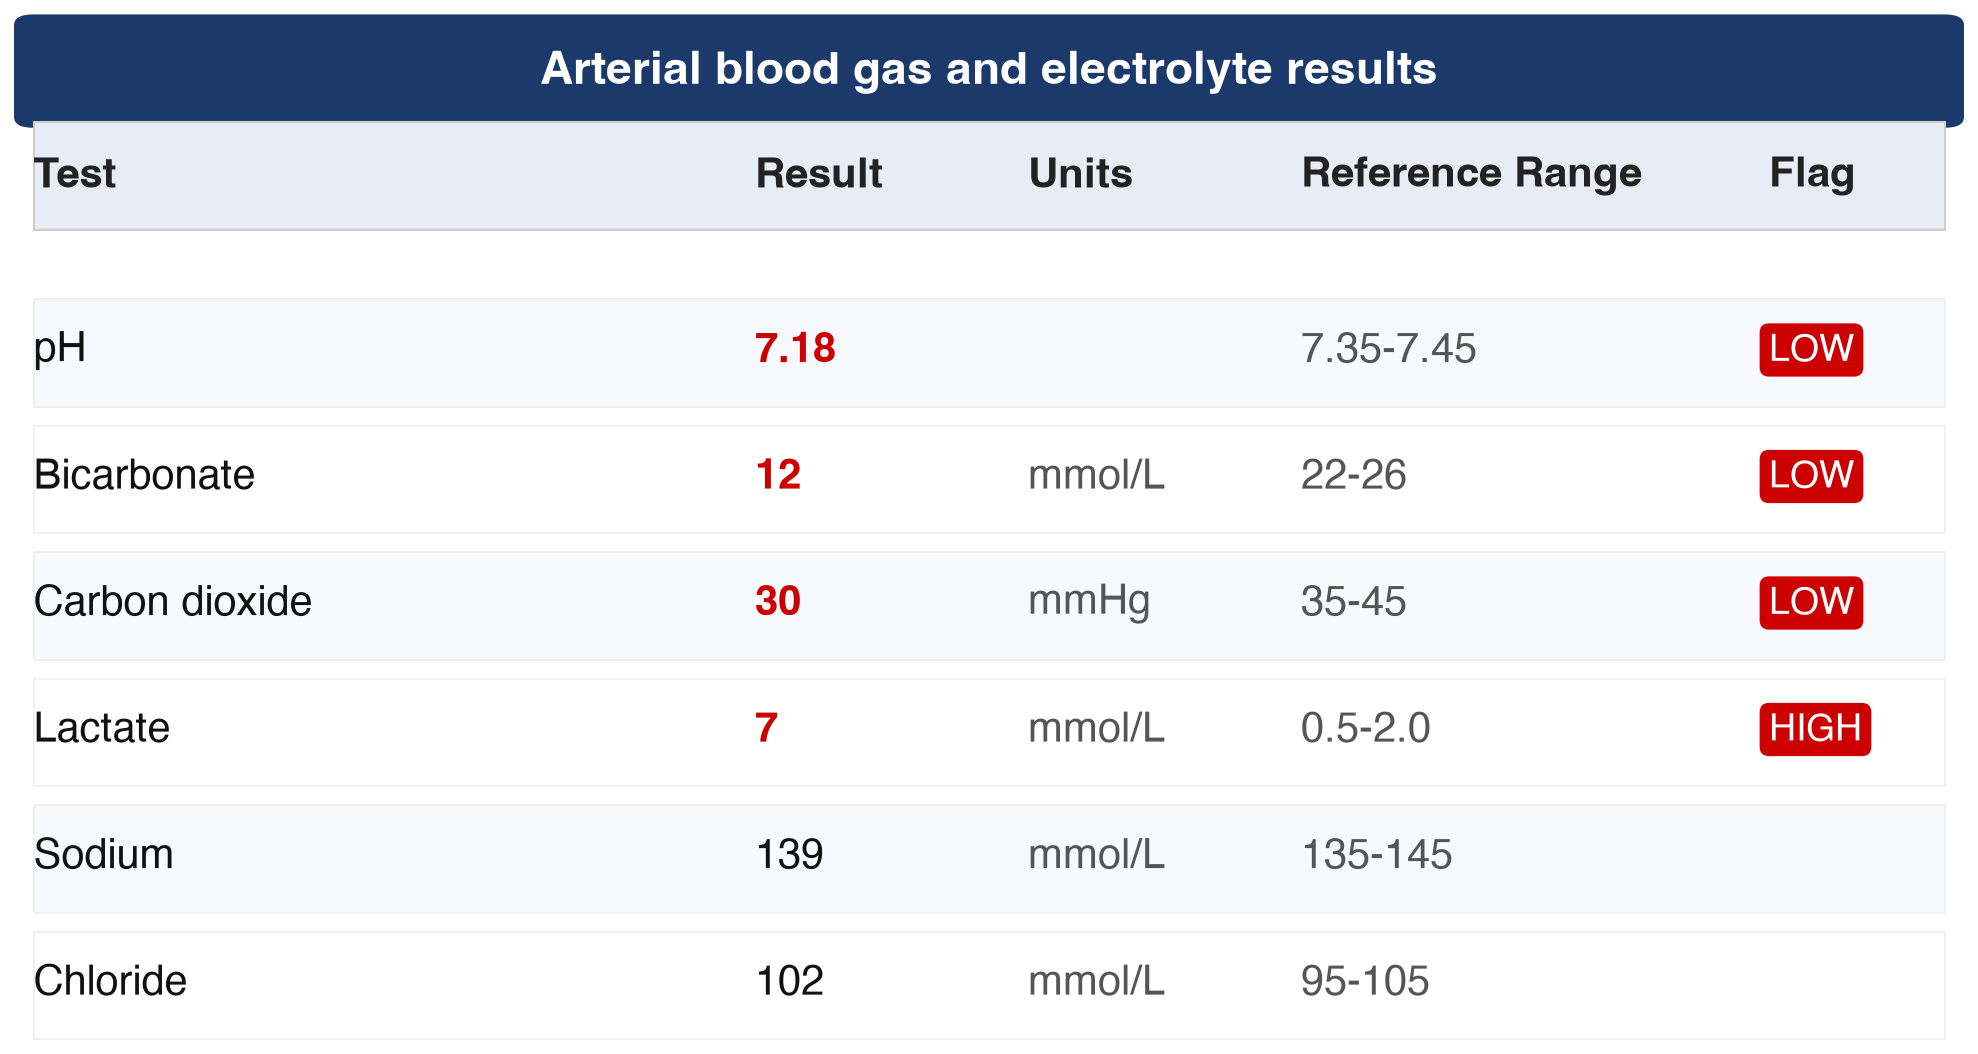 Arterial blood gas and electrolyte results
Test Result Units Reference Range Flag
pH 7.18 7.35-7.45 LOW
Bicarbonate 12 mmol/L 22-26 LOW
Carbon dioxide 30 mmHg 35-45 LOW
Lactate 7 mmol/L 0.5-2.0 HIGH
Sodium 139 mmol/L 135-145
Chloride 102 mmol/L 95-105